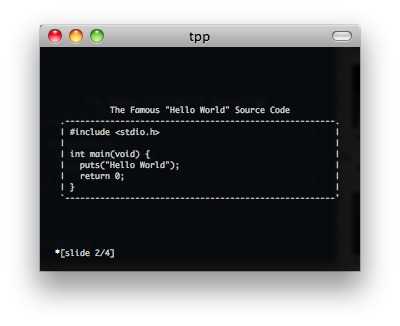 tpp
The Famous "Hello World" Source Code
#include <stdio.h>
int main(void) {
puts("Hello World");
return 0;
}
*[slide 2/4]